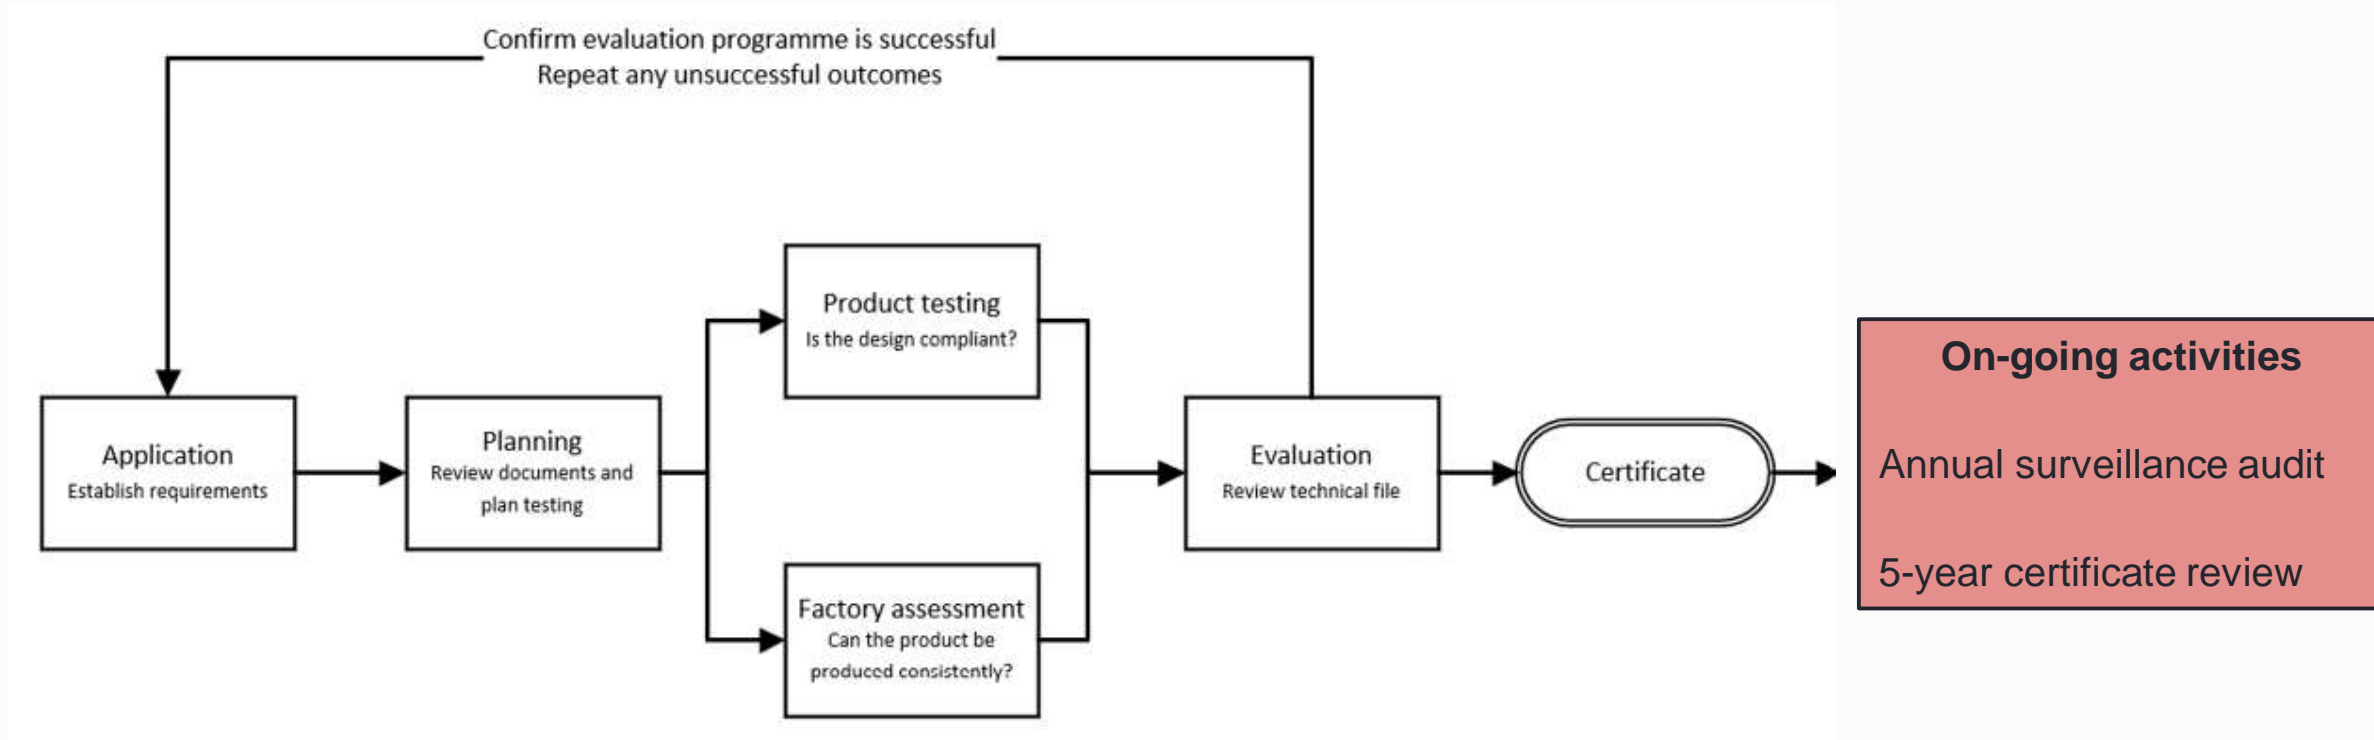 Confirm evaluation programme is successful
Repeat any unsuccessful outcomes
Application
Establish requirements
Planning
Review documents and
plan testing
Product testing
Is the design compliant?
Factory assessment
Can the product be
produced consistently?
Evaluation
Review technical file
Certificate
On-going activities
Annual surveillance audit
5-year certificate review